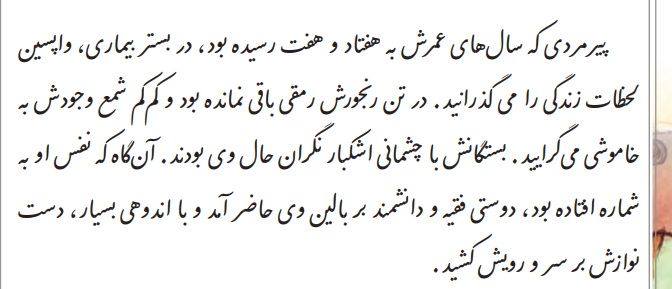 پیرمردی که سال‌های عمرش به هفتاد و هفت رسیده بود، در بستر بیماری، واپسین
لحظات زندگی را می گذرانید. در تن رنجورش رمقی باقی نمانده بود و کم‌کم شمع وجودش به
خاموشی می‌گرایید. بستگانش با چشمانی اشکبار نگران حال وی بودند. آن‌گاه که نفس او به
شماره افتاده بود، دوستی فقیه و دانشمند بر بالین وی حاضر آمد و با اندوهی بسیار، دست
نوازش بر سر و رویش کشید.